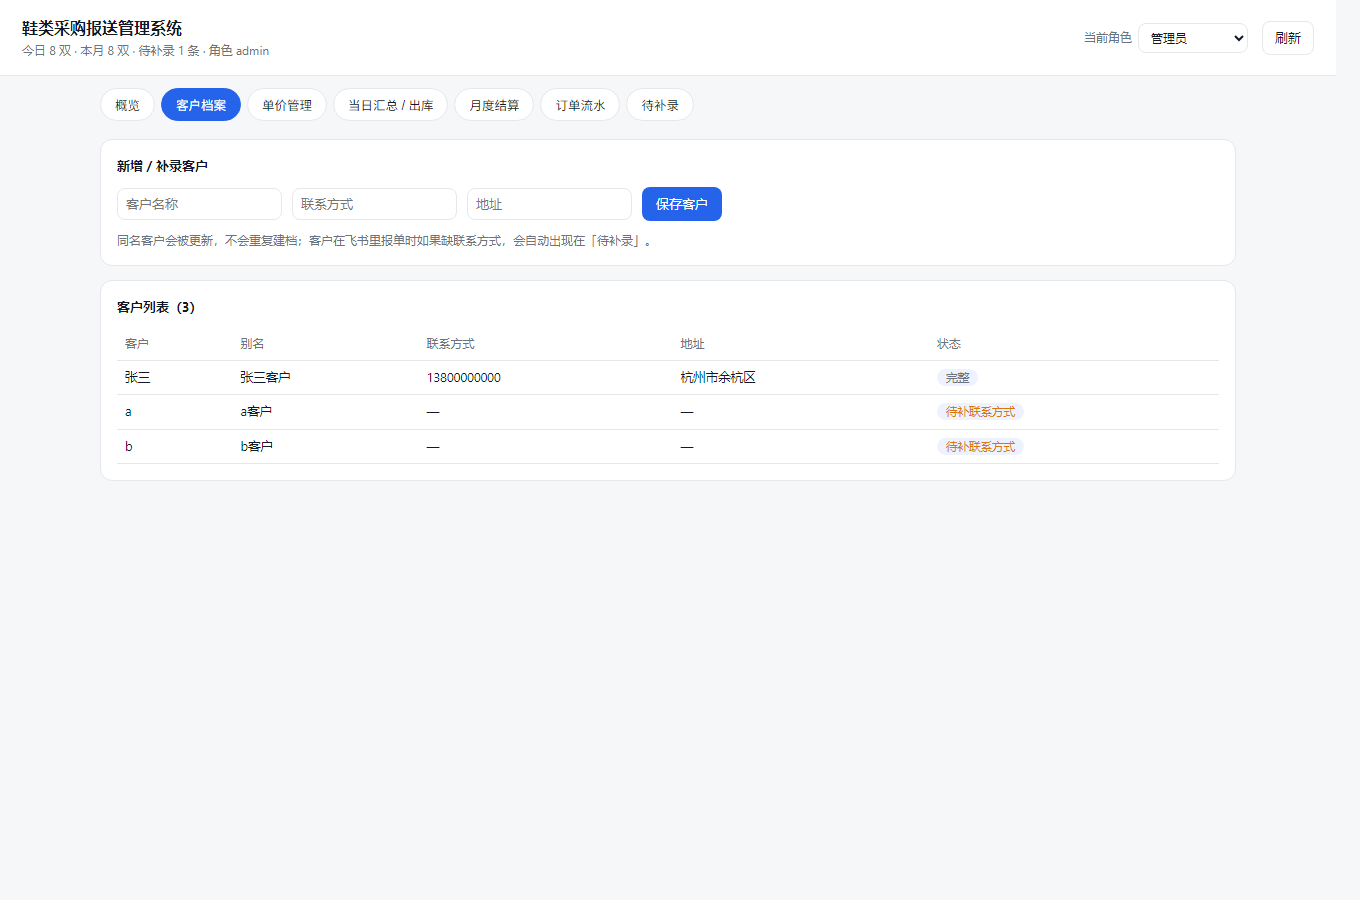 鞋类采购报送管理系统
今日 8 双 · 本月 8 双 · 待补录 1 条 · 角色 admin
当前角色 管理员 刷新
概览 客户档案 单价管理 当日汇总 / 出库 月度结算 订单流水 待补录
新增 / 补录客户
客户名称 联系方式 地址 保存客户
同名客户会被更新，不会重复建档；客户在飞书里报单时如果缺联系方式，会自动出现在「待补录」。
客户列表（3）
客户 别名 联系方式 地址 状态
张三 张三客户 13800000000 杭州市余杭区 完整
a a客户 — — 待补联系方式
b b客户 — — 待补联系方式